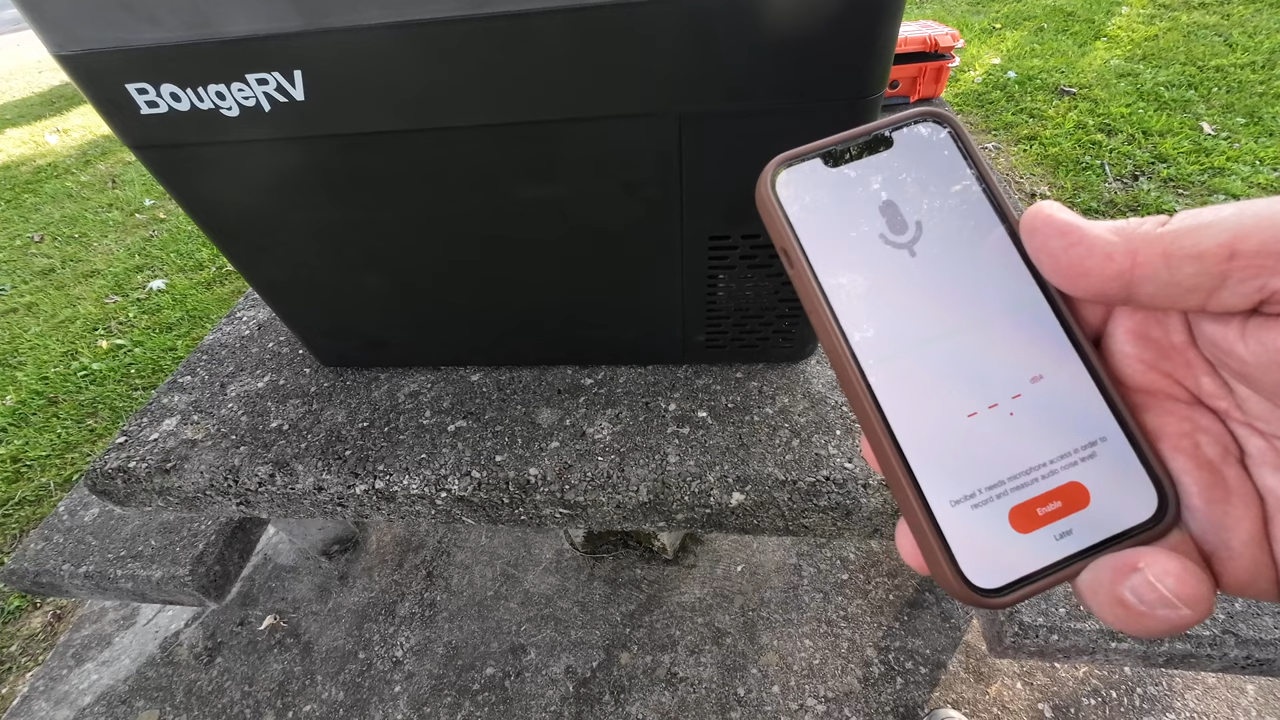 BougeRV
dBA
--.-
Decibel X needs microphone access in order to
record and measure audio noise level!
Enable
Later